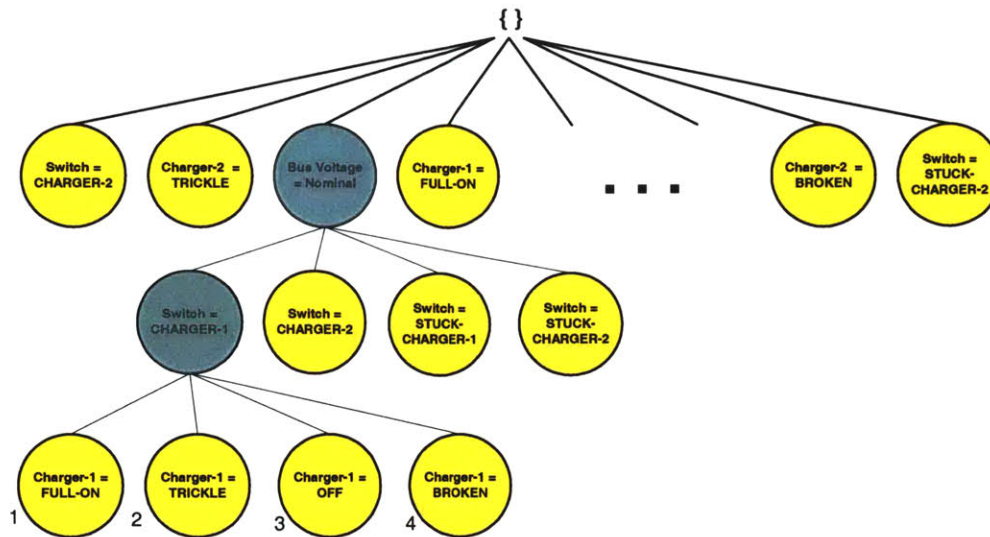 { }
Switch =
CHARGER-2
Charger-2 =
TRICKLE
Bus Voltage
= Nominal
Charger-1 =
FULL-ON
. . .
Charger-2 =
BROKEN
Switch =
STUCK-
CHARGER-2
Switch =
CHARGER-1
Switch =
CHARGER-2
Switch =
STUCK-
CHARGER-1
Switch =
STUCK-
CHARGER-2
Charger-1 =
FULL-ON
Charger-1 =
TRICKLE
Charger-1 =
OFF
Charger-1 =
BROKEN
1
2
3
4